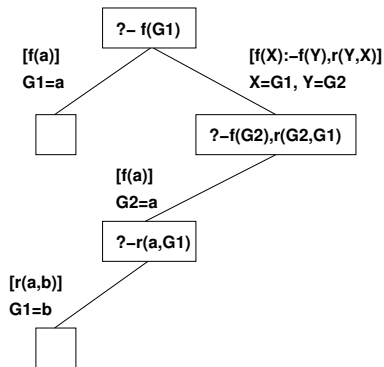 ?– f(G1)
[f(a)]
G1=a
[f(X):–f(Y),r(Y,X)]
X=G1, Y=G2
?–f(G2),r(G2,G1)
[f(a)]
G2=a
?–r(a,G1)
[r(a,b)]
G1=b